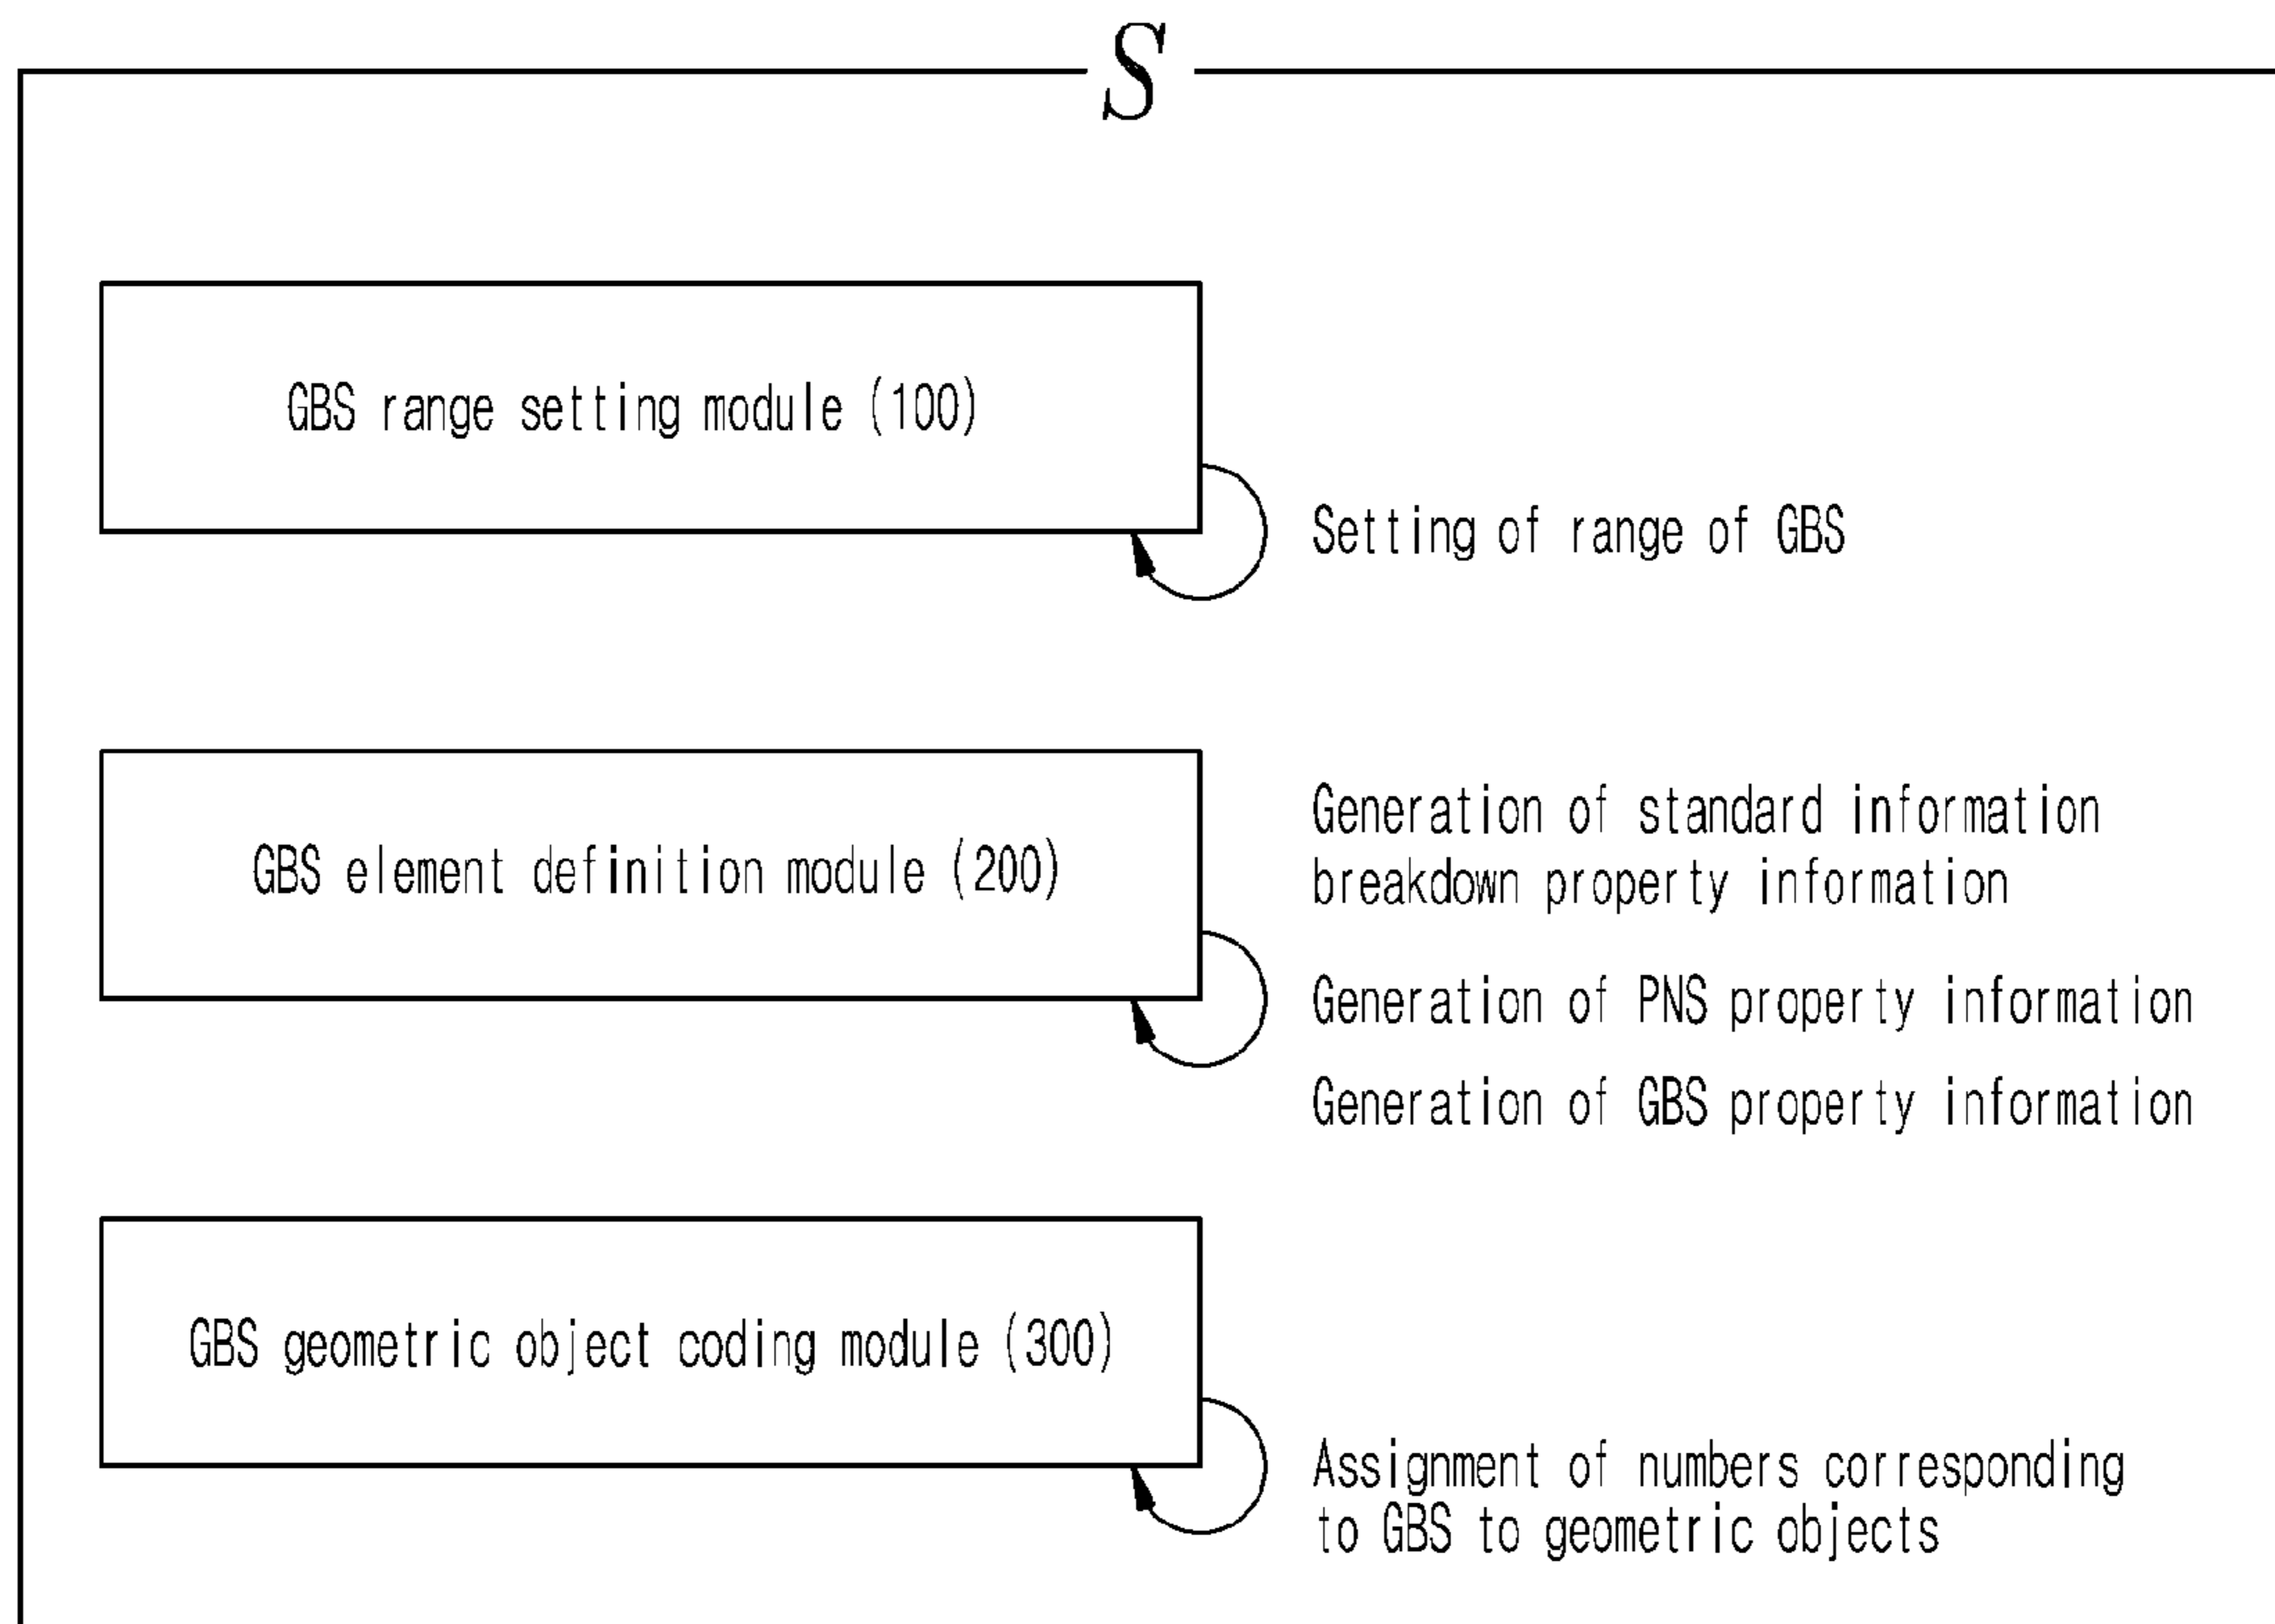 S
GBS range setting module (100)
Setting of range of GBS
GBS element definition module (200)
Generation of standard information
breakdown property information
Generation of PNS property information
Generation of GBS property information
GBS geometric object coding module (300)
Assignment of numbers corresponding
to GBS to geometric objects